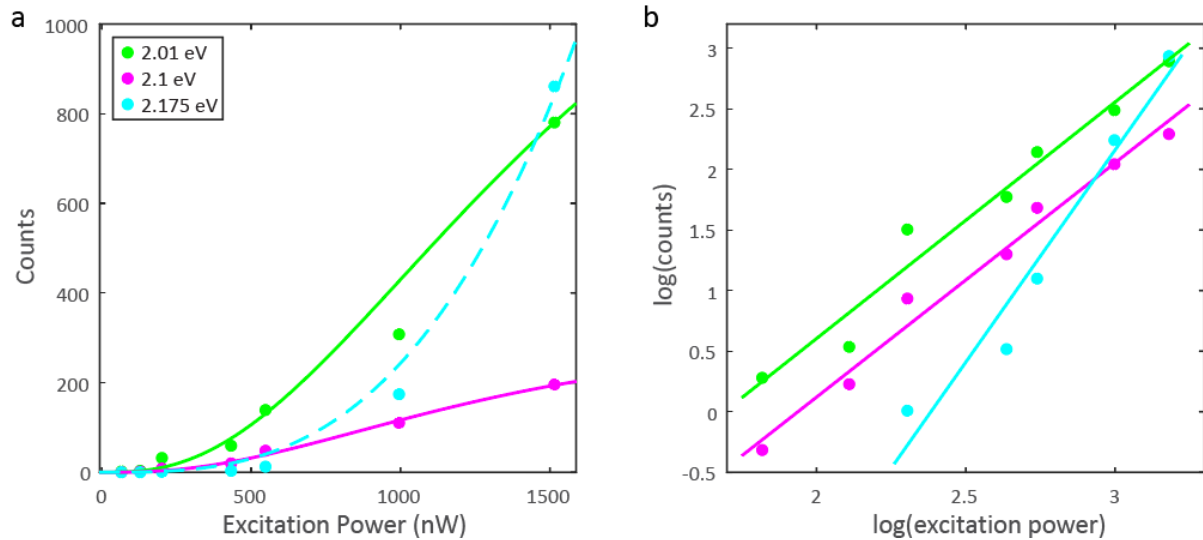 a
1000
800
600
400
200
0
Counts
2.01 eV
2.1 eV
2.175 eV
0
500
1000
1500
Excitation Power (nW)
b
3
2.5
2
1.5
1
0.5
0
-0.5
log(counts)
2
2.5
3
log(excitation power)